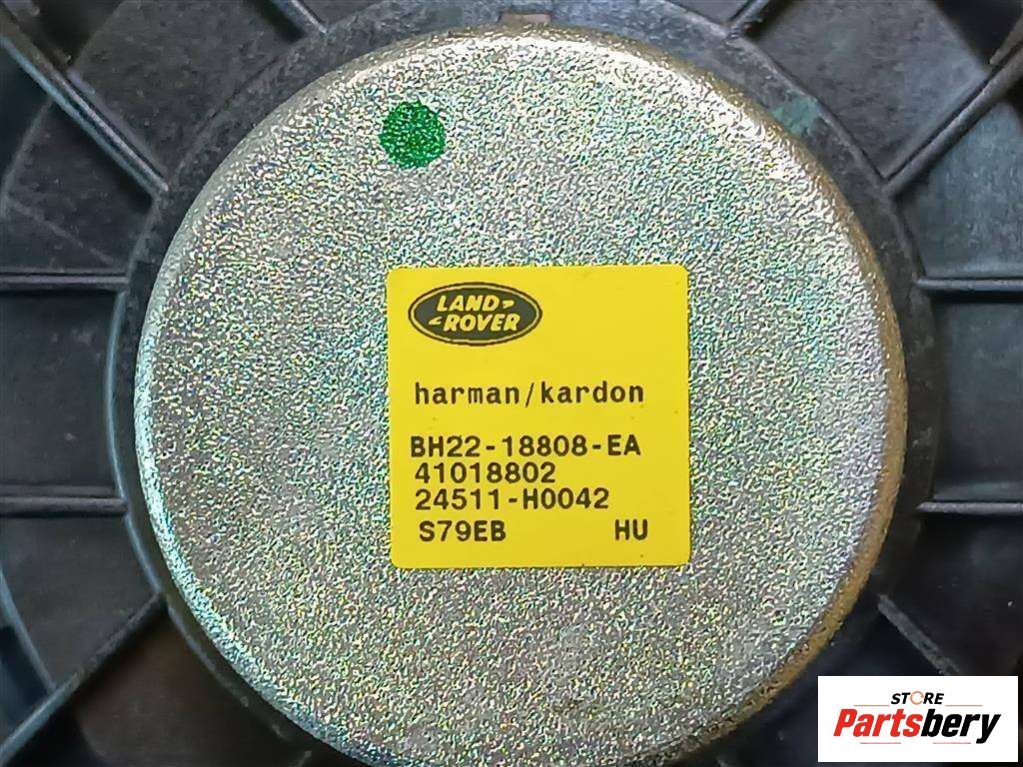 LAND
ROVER
harman/kardon
BH22-18808-EA
41018802
24511-H0042
S79EB HU
STORE
Partsbery